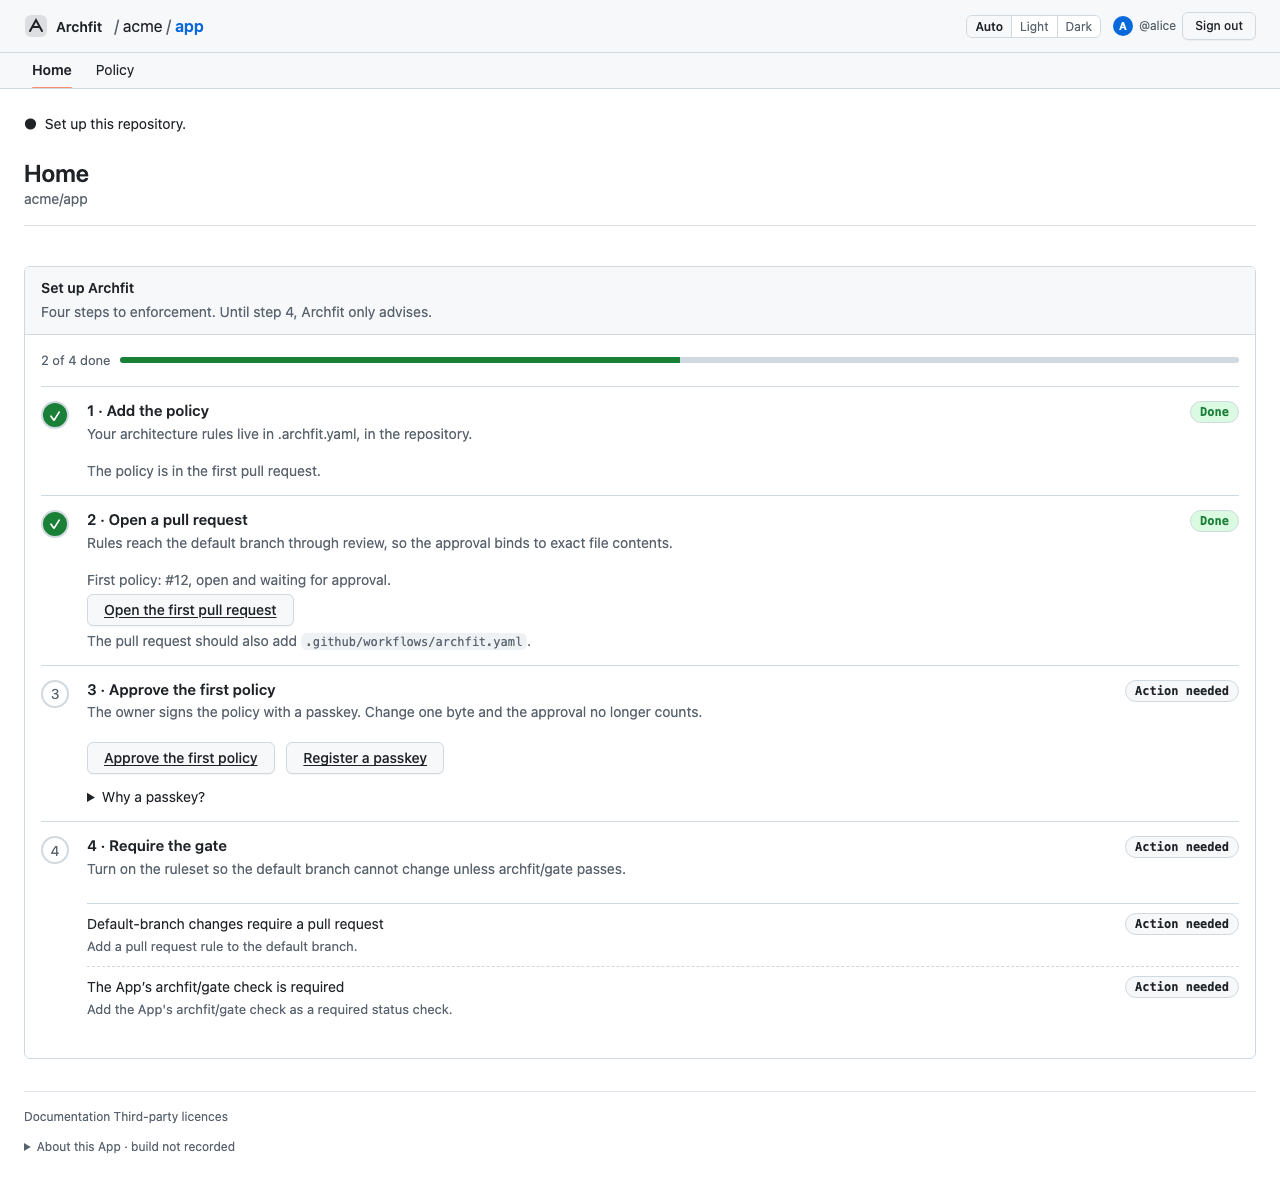 Archfit / acme / app
Auto Light Dark A @alice Sign out
Home Policy
Set up this repository.
Home
acme/app
Set up Archfit
Four steps to enforcement. Until step 4, Archfit only advises.
2 of 4 done
1 · Add the policy Done
Your architecture rules live in .archfit.yaml, in the repository.
The policy is in the first pull request.
2 · Open a pull request Done
Rules reach the default branch through review, so the approval binds to exact file contents.
First policy: #12, open and waiting for approval.
Open the first pull request
The pull request should also add .github/workflows/archfit.yaml.
3 3 · Approve the first policy Action needed
The owner signs the policy with a passkey. Change one byte and the approval no longer counts.
Approve the first policy Register a passkey
Why a passkey?
4 4 · Require the gate Action needed
Turn on the ruleset so the default branch cannot change unless archfit/gate passes.
Default-branch changes require a pull request Action needed
Add a pull request rule to the default branch.
The App’s archfit/gate check is required Action needed
Add the App's archfit/gate check as a required status check.
Documentation Third-party licences
About this App · build not recorded